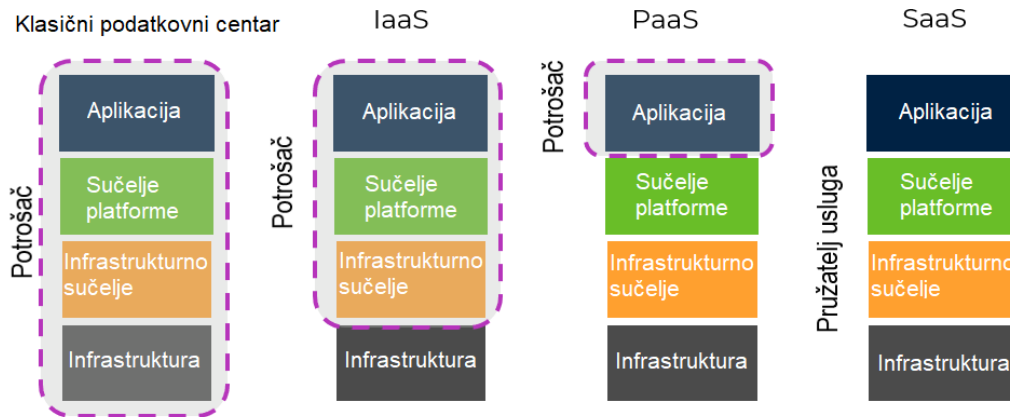 Klasični podatkovni centar
IaaS
PaaS
SaaS
Potrošač
Aplikacija
Sučelje
platforme
Infrastrukturno
sučelje
Infrastruktura
Potrošač
Aplikacija
Sučelje
platforme
Infrastrukturno
sučelje
Infrastruktura
Potrošač
Aplikacija
Sučelje
platforme
Infrastrukturno
sučelje
Infrastruktura
Pružatelj usluga
Aplikacija
Sučelje
platforme
Infrastrukturno
sučelje
Infrastruktura